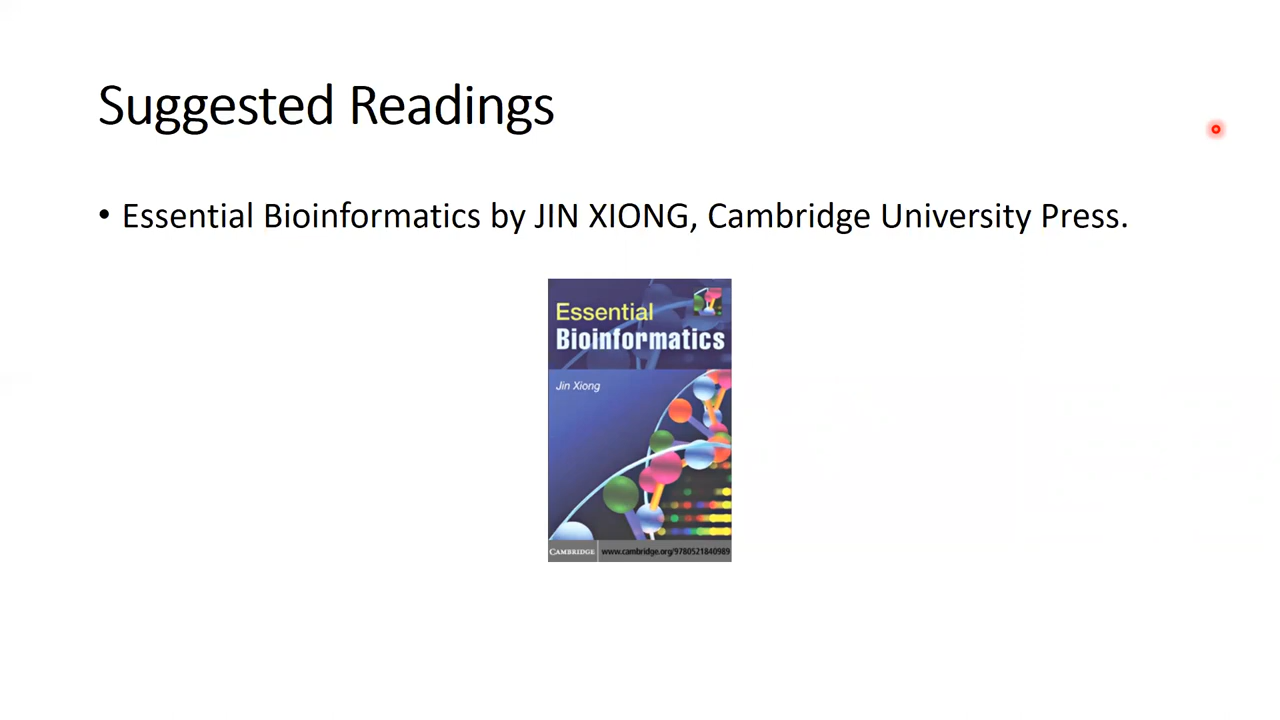 Suggested Readings
• Essential Bioinformatics by JIN XIONG, Cambridge University Press.
Essential
Bioinformatics
Jin Xiong
CAMBRIDGE www.cambridge.org/9780521840989